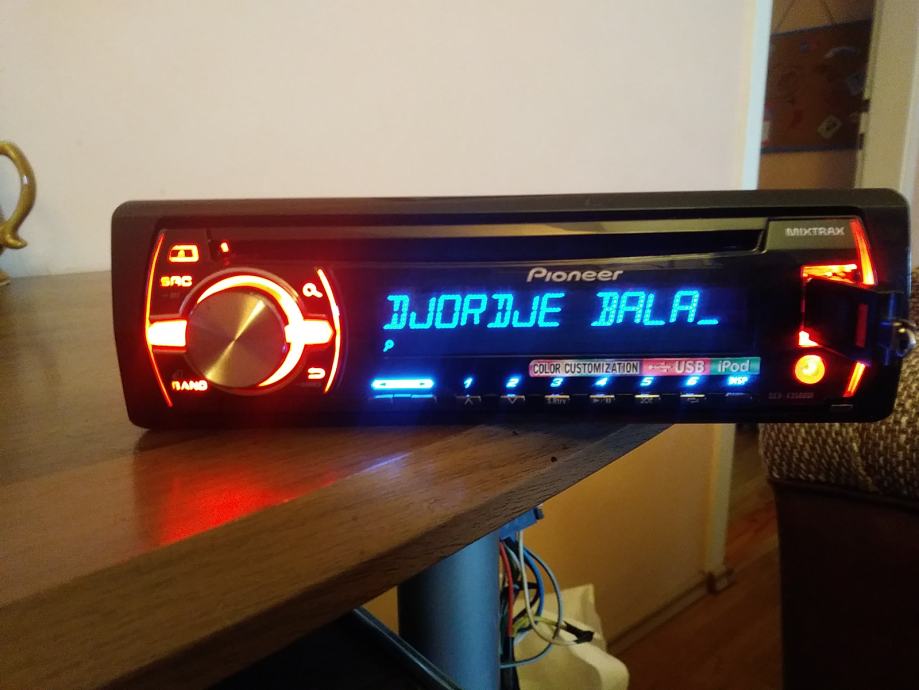 MIXTRAX
SRC
Pioneer
DJORDJE BALA_
COLOR CUSTOMIZATION USB iPod
BAND
1 2 3 4 5 6 DISP